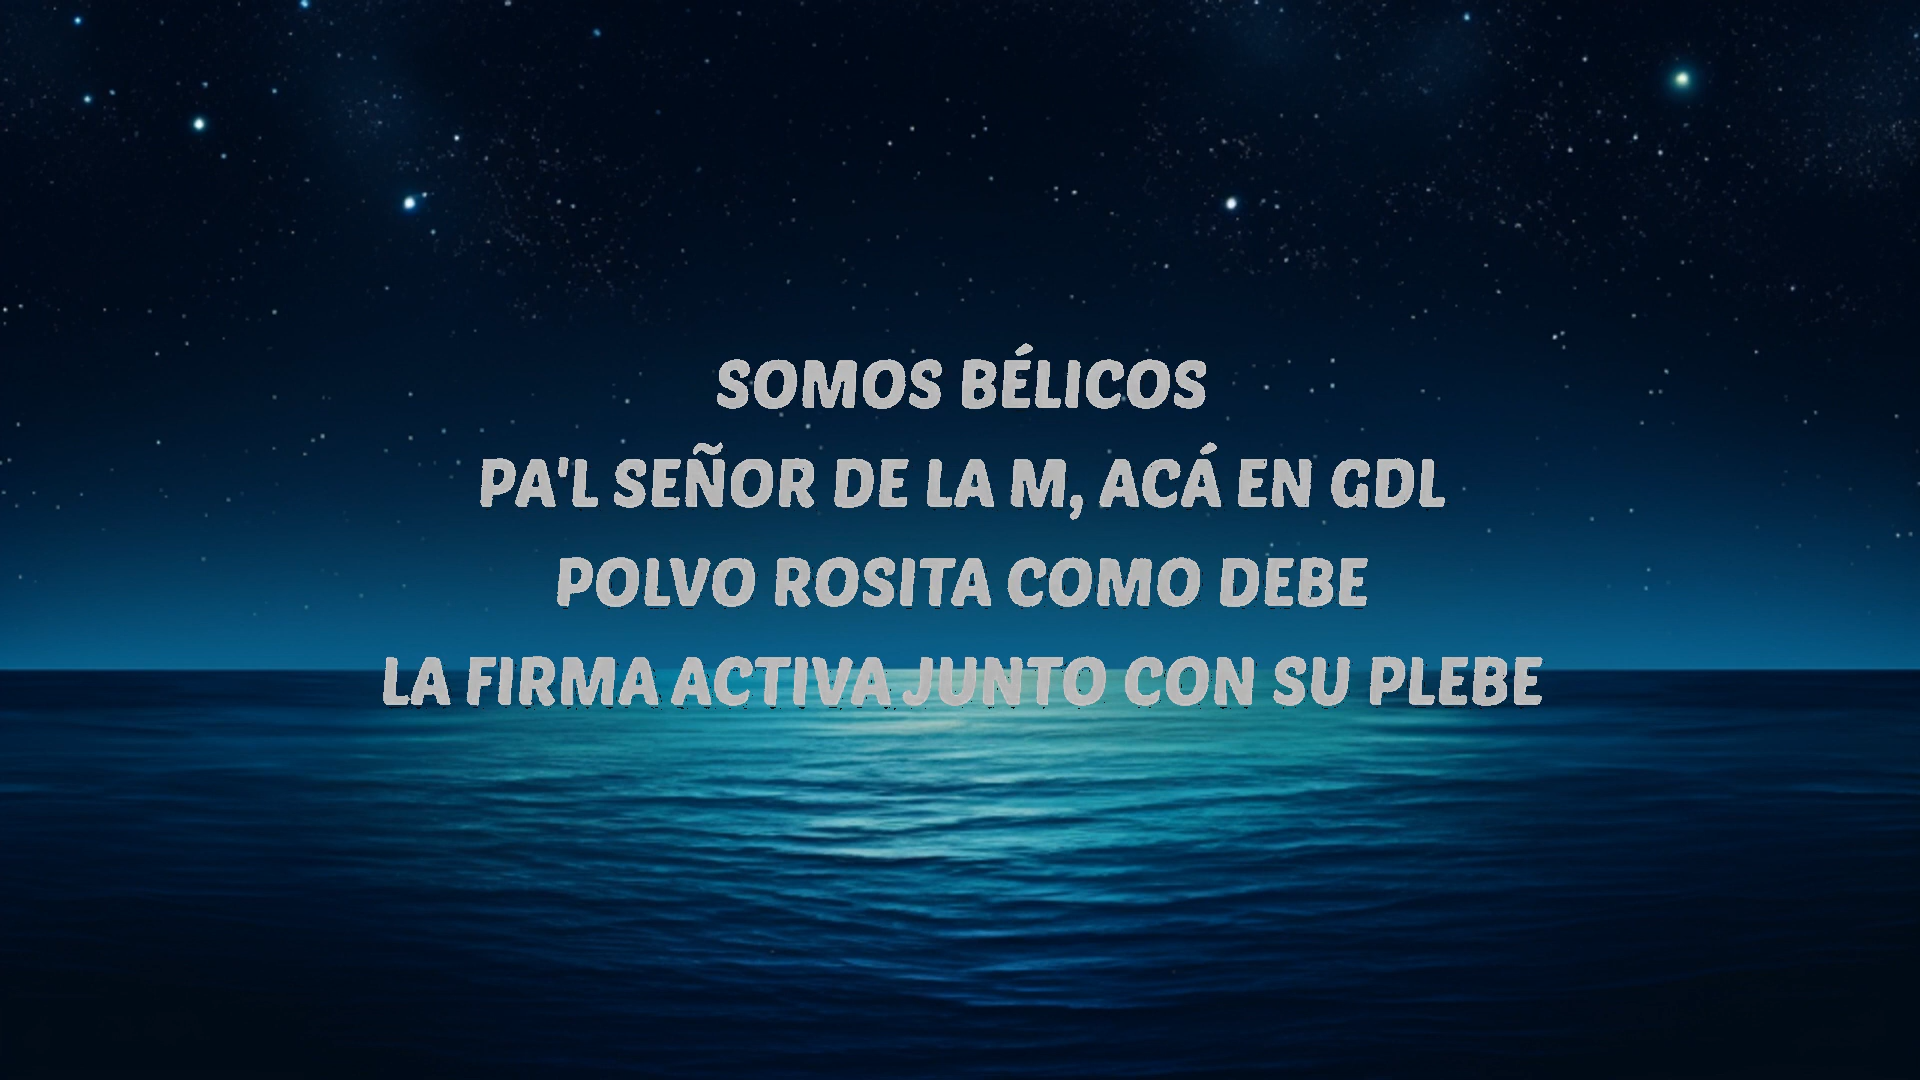 SOMOS BÉLICOS
PA'L SEÑOR DE LA M, ACÁ EN GDL
POLVO ROSITA COMO DEBE
LA FIRMA ACTIVA JUNTO CON SU PLEBE